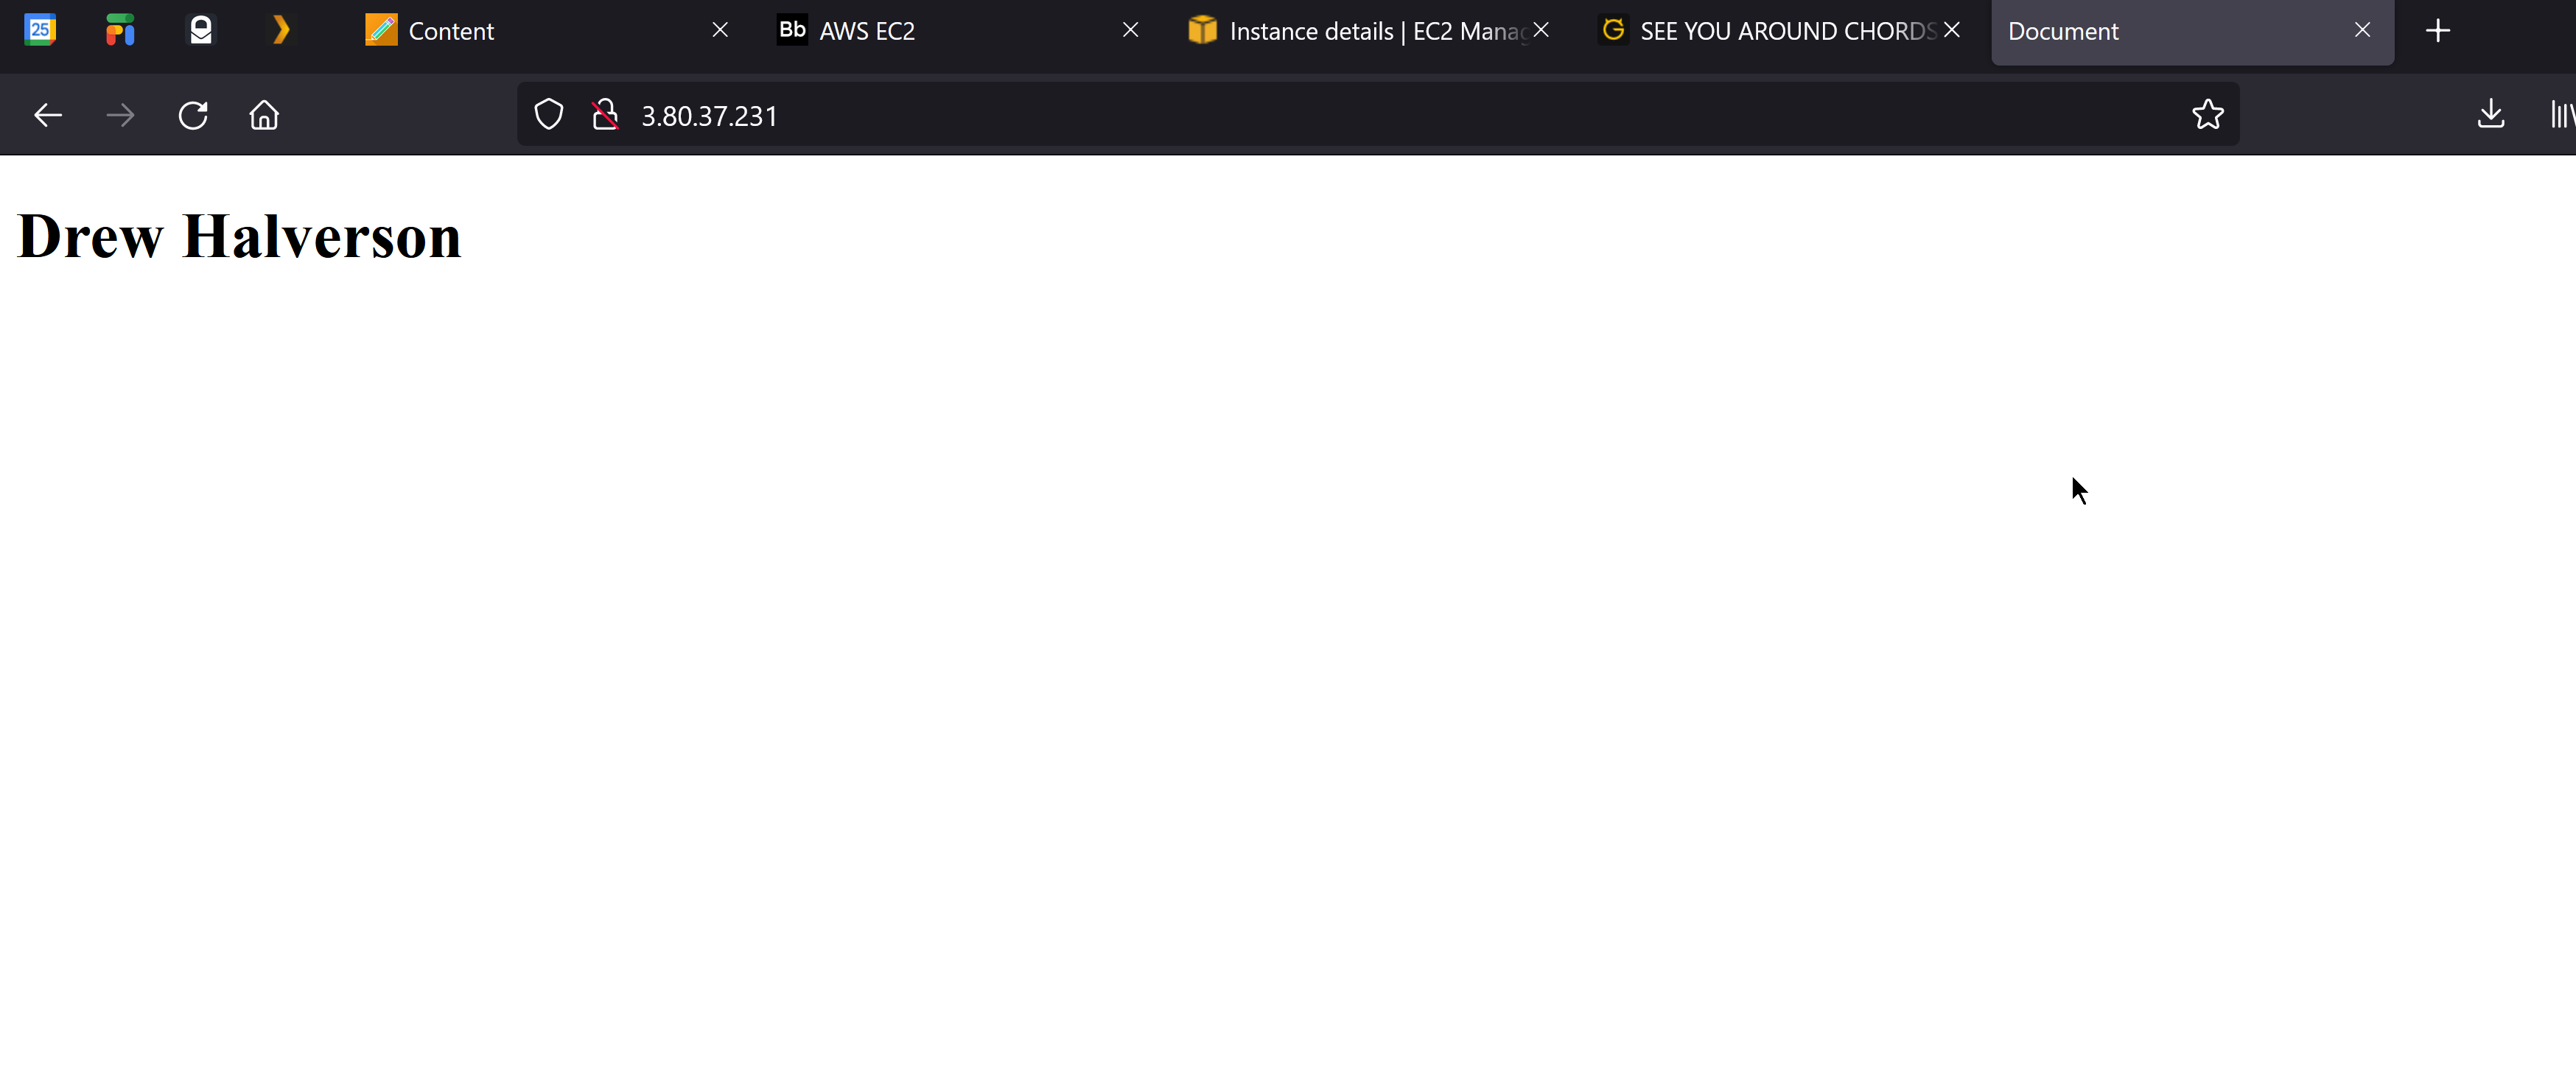 25
Content
Bb AWS EC2
Instance details | EC2 Manag
SEE YOU AROUND CHORDS
Document
3.80.37.231
Drew Halverson